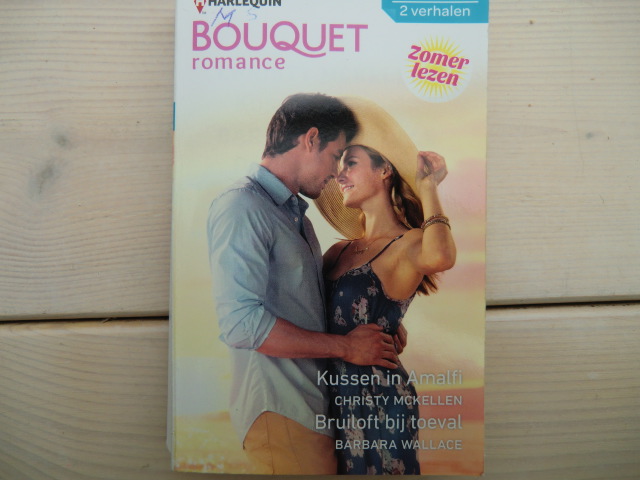 HARLEQUIN
2 verhalen
BOUQUET
romance
Zomer
lezen
Kussen in Amalfi
CHRISTY MCKELLEN
Bruiloft bij toeval
BARBARA WALLACE